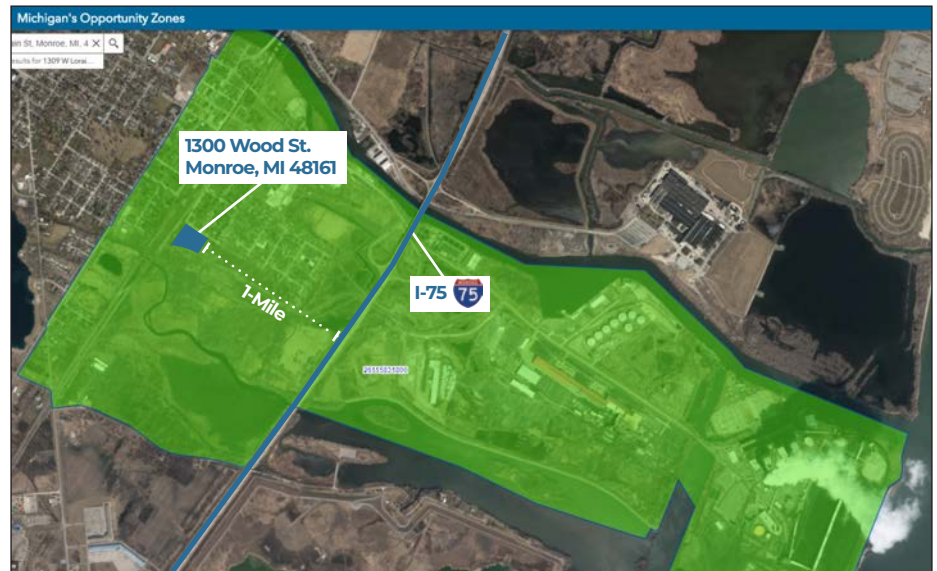 Michigan's Opportunity Zones
ain St, Monroe, MI, 4 X
esults for 1309 W Lorai...
1300 Wood St.
Monroe, MI 48161
1-Mile
I-75 75